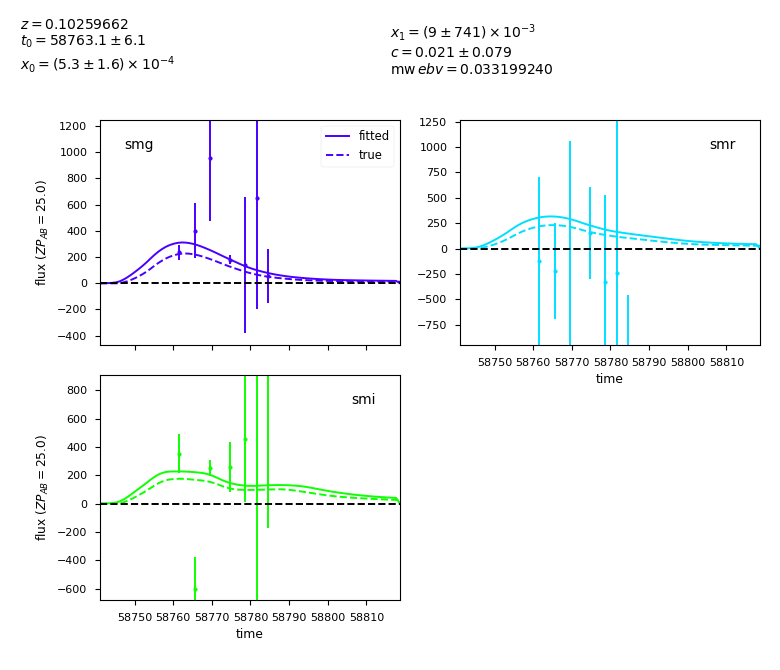 z = 0.10259662
t₀ = 58763.1 ± 6.1
x₀ = (5.3 ± 1.6) × 10⁻⁴
x₁ = (9 ± 741) × 10⁻³
c = 0.021 ± 0.079
mw ebv = 0.033199240
smg
fitted
true
1200
1000
800
600
400
200
0
−200
−400
flux (ZP_AB = 25.0)
smr
1250
1000
750
500
250
0
−250
−500
−750
58750 58760 58770 58780 58790 58800 58810
time
smi
800
600
400
200
0
−200
−400
−600
flux (ZP_AB = 25.0)
58750 58760 58770 58780 58790 58800 58810
time